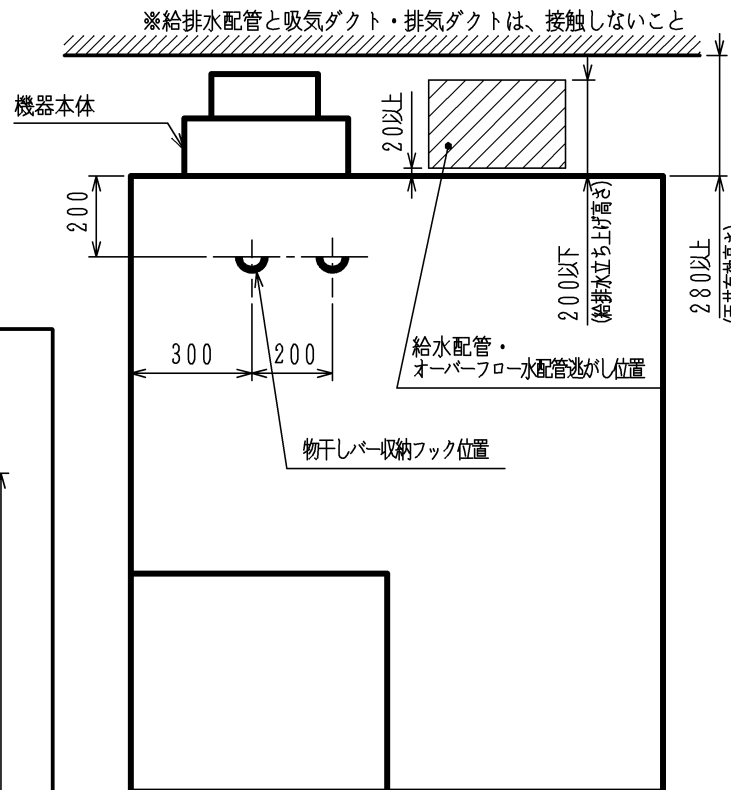 ※給排水配管と吸気ダクト・排気ダクトは、接触しないこと
機器本体
20以上
200
200以下
(給排水立ち上げ高さ)
280以上
300
200
給水配管・
オーバーフロー水配管逃がし位置
物干しバー収納フック位置